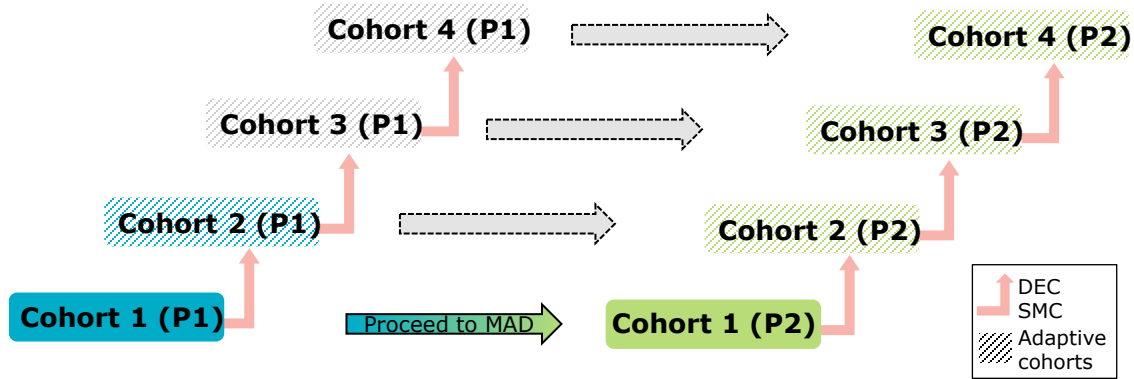 Cohort 4 (P1)
Cohort 4 (P2)
Cohort 3 (P1)
Cohort 3 (P2)
Cohort 2 (P1)
Cohort 2 (P2)
Cohort 1 (P1)
Proceed to MAD
Cohort 1 (P2)
DEC
SMC
Adaptive
cohorts